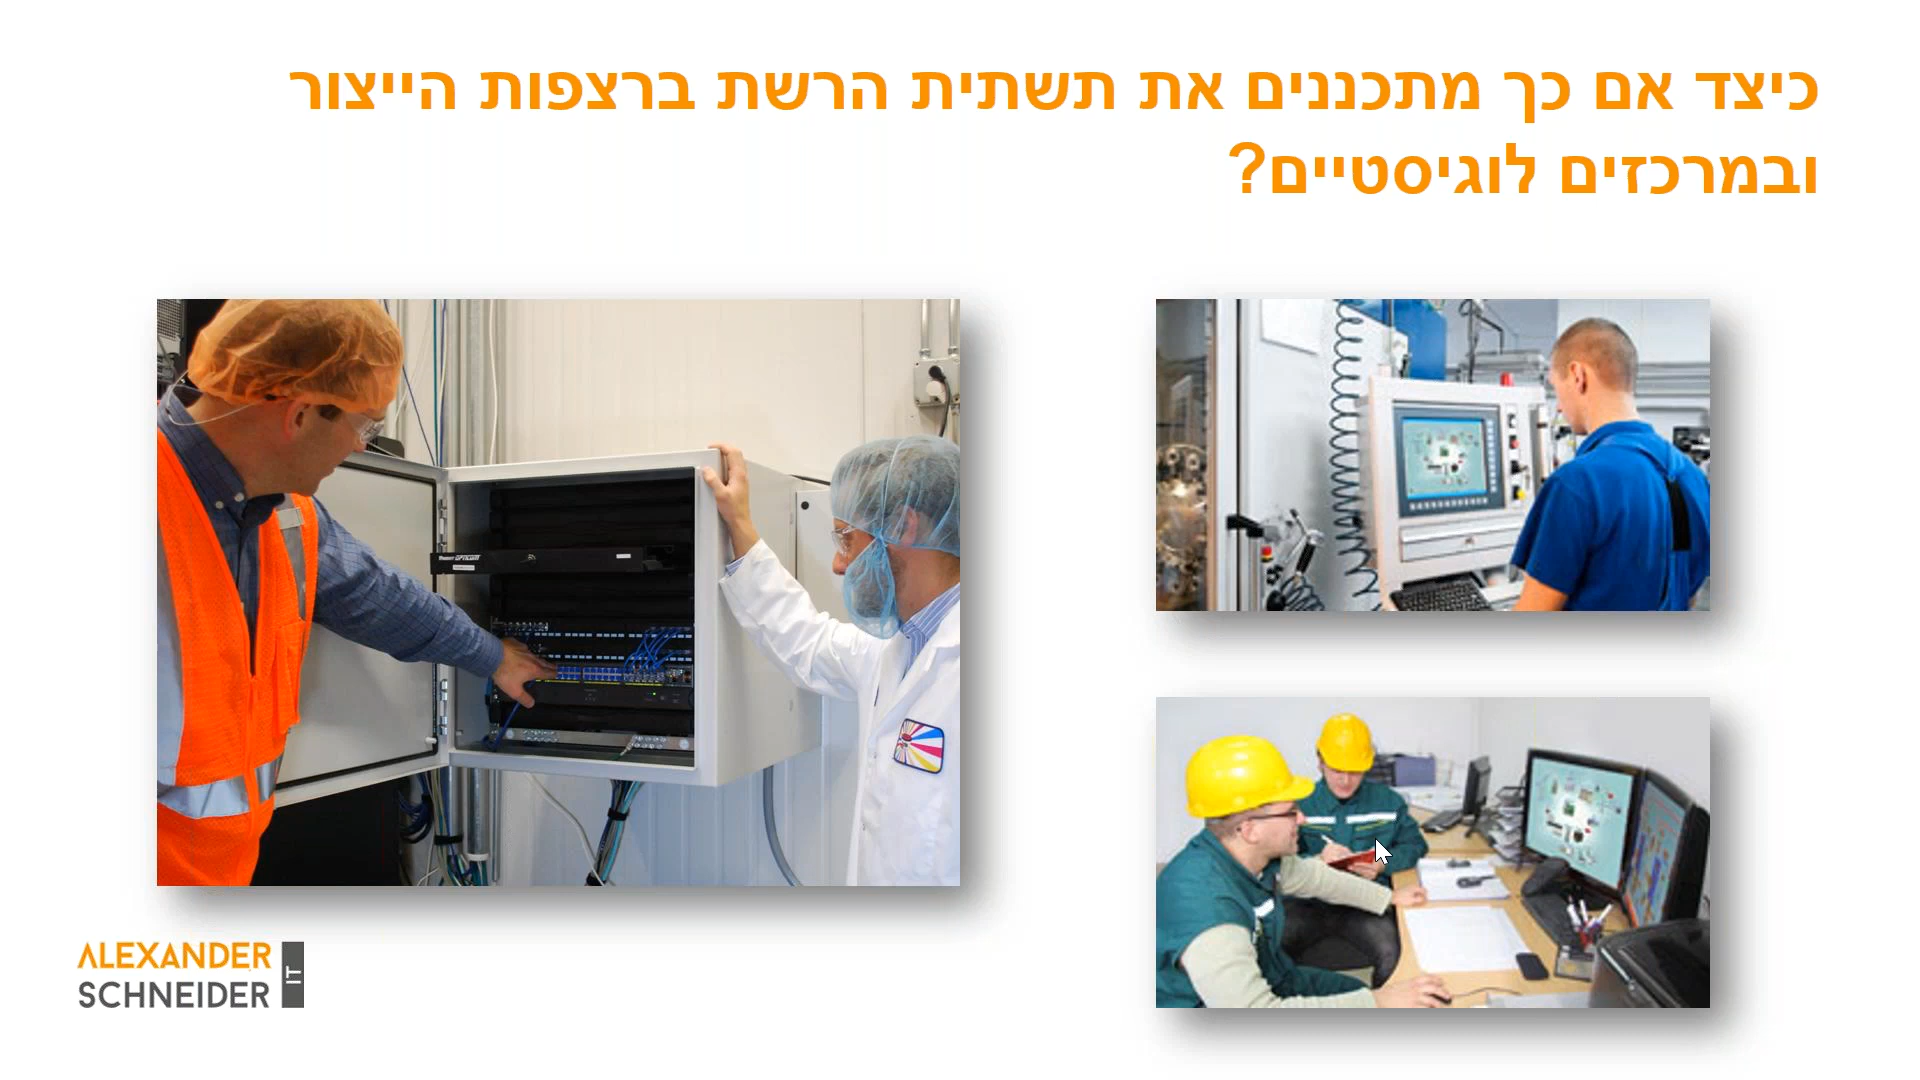 כיצד אם כך מתכננים את תשתית הרשת ברצפות הייצור
ובמרכזים לוגיסטיים?
ALEXANDER
SCHNEIDER
IT